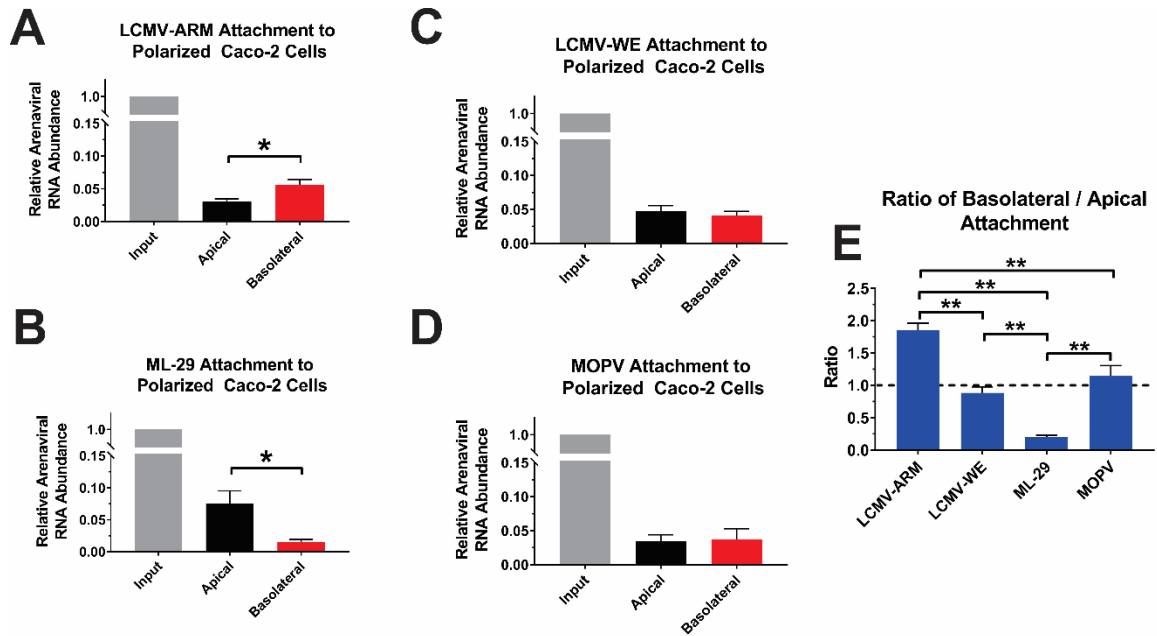 A
LCMV-ARM Attachment to
Polarized Caco-2 Cells
Relative Arenaviral
RNA Abundance
1.0
0.15
0.10
0.05
0.00
*
Input
Apical
Basolateral
B
ML-29 Attachment to
Polarized Caco-2 Cells
Relative Arenaviral
RNA Abundance
1.0
0.15
0.10
0.05
0.00
*
Input
Apical
Basolateral
C
LCMV-WE Attachment to
Polarized Caco-2 Cells
Relative Arenaviral
RNA Abundance
1.0
0.15
0.10
0.05
0.00
Input
Apical
Basolateral
D
MOPV Attachment to
Polarized Caco-2 Cells
Relative Arenaviral
RNA Abundance
1.0
0.15
0.10
0.05
0.00
Input
Apical
Basolateral
E
Ratio of Basolateral / Apical
Attachment
Ratio
2.5
2.0
1.5
1.0
0.5
0.0
**
**
**
**
**
LCMV-ARM
LCMV-WE
ML-29
MOPV